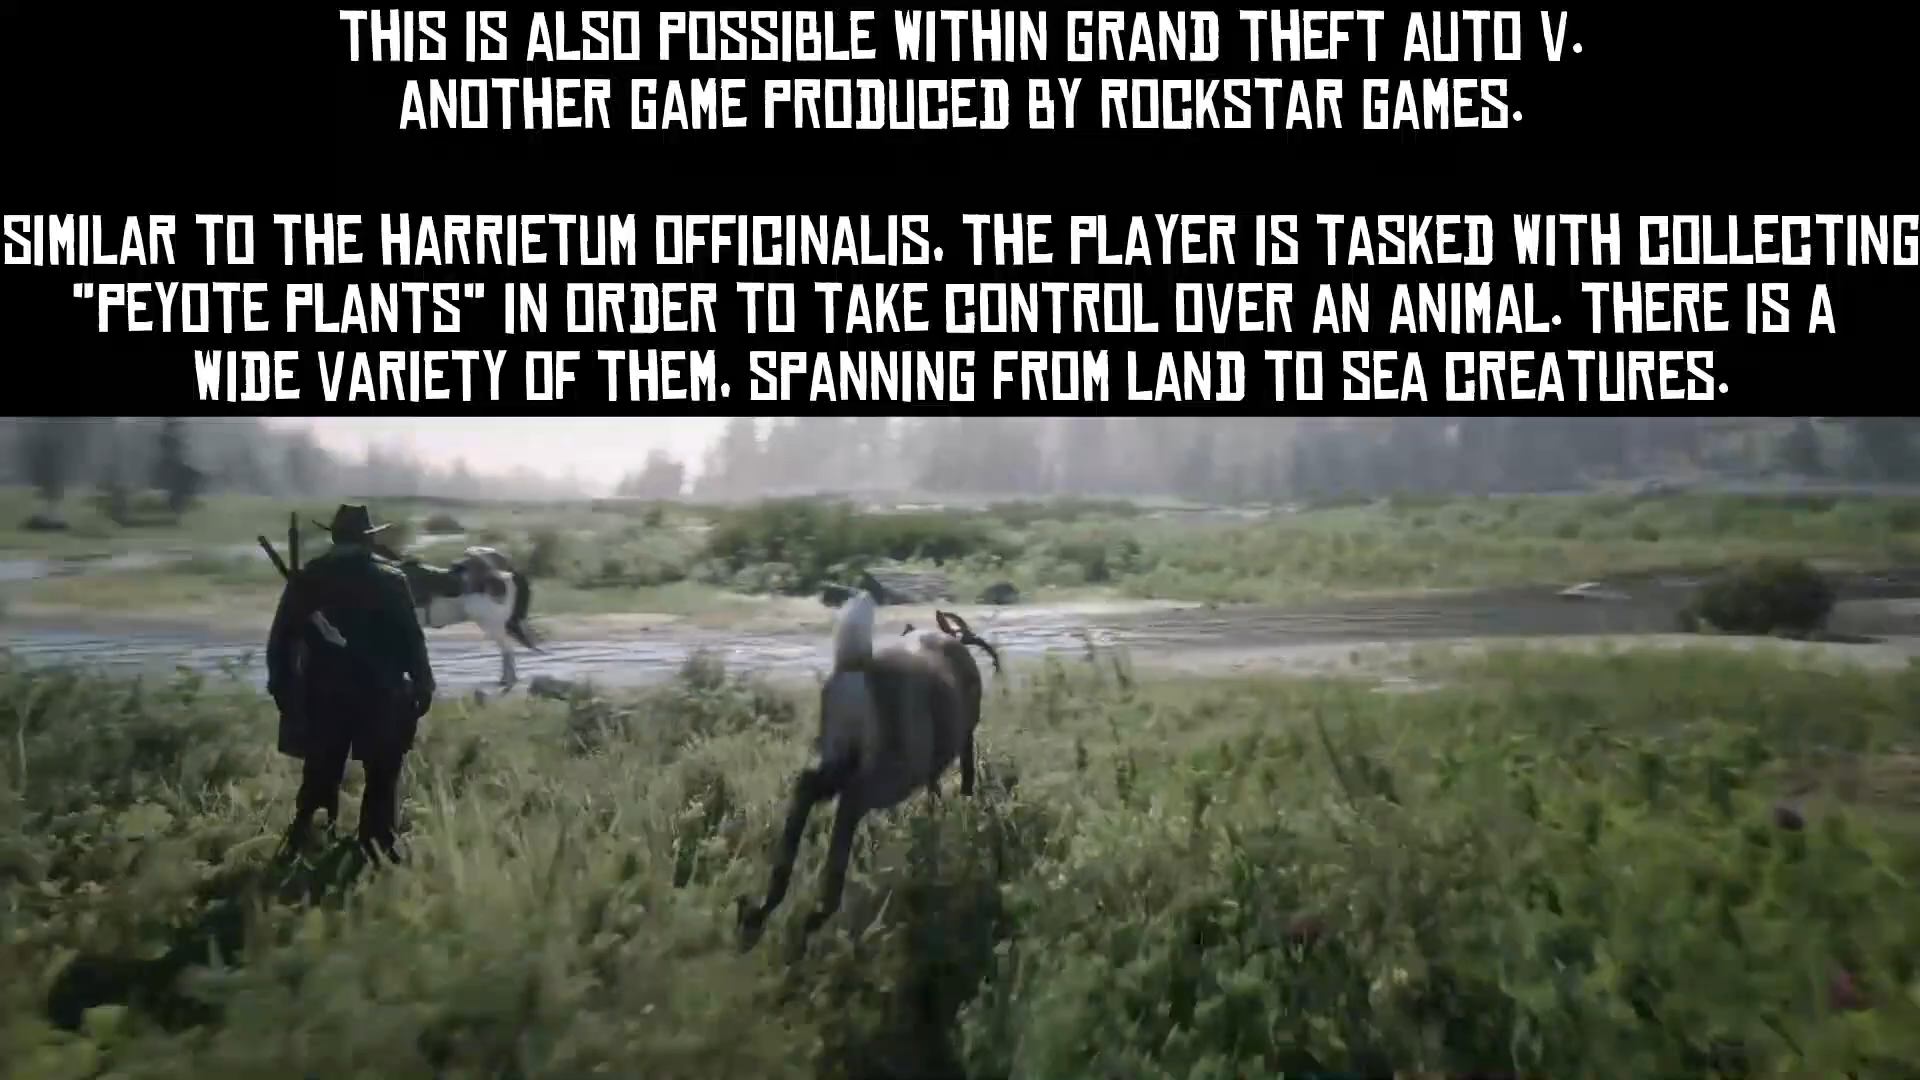 THIS IS ALSO POSSIBLE WITHIN GRAND THEFT AUTO V.
ANOTHER GAME PRODUCED BY ROCKSTAR GAMES.
SIMILAR TO THE HARRIETUM OFFICINALIS. THE PLAYER IS TASKED WITH COLLECTING
"PEYOTE PLANTS" IN ORDER TO TAKE CONTROL OVER AN ANIMAL. THERE IS A
WIDE VARIETY OF THEM. SPANNING FROM LAND TO SEA CREATURES.